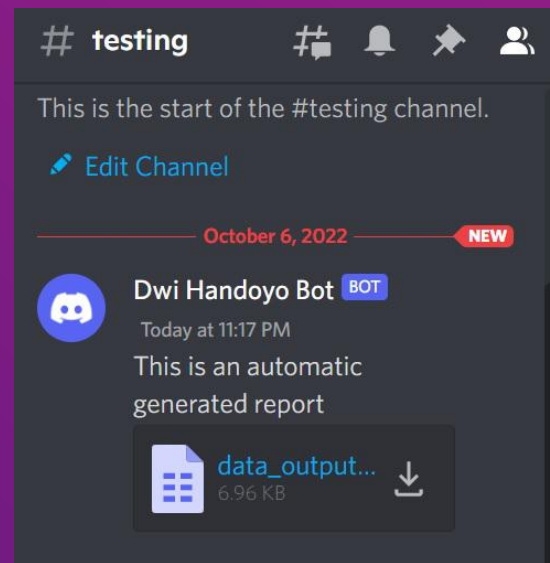 # testing
This is the start of the #testing channel.
Edit Channel
October 6, 2022 NEW
Dwi Handoyo Bot BOT
Today at 11:17 PM
This is an automatic
generated report
data_output...
6.96 KB